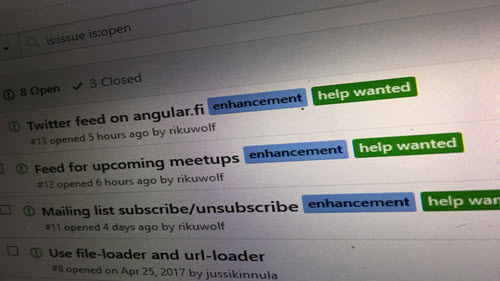 is:issue is:open
8 Open 3 Closed
Twitter feed on angular.fi enhancement help wanted
#13 opened 5 hours ago by rikuwolf
Feed for upcoming meetups enhancement help wanted
#12 opened 6 hours ago by rikuwolf
Mailing list subscribe/unsubscribe enhancement help wan
#11 opened 4 days ago by rikuwolf
Use file-loader and url-loader
#8 opened on Apr 25, 2017 by jussikinnula